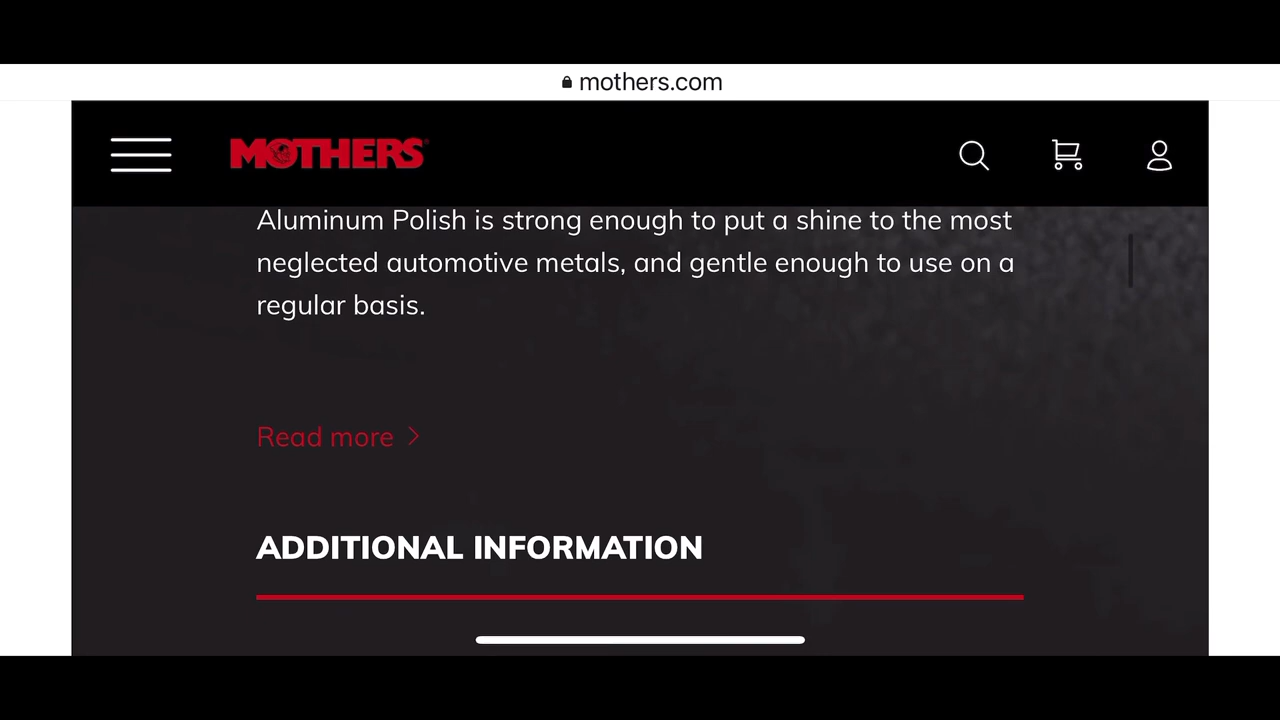 mothers.com
MOTHERS
Aluminum Polish is strong enough to put a shine to the most
neglected automotive metals, and gentle enough to use on a
regular basis.
Read more
ADDITIONAL INFORMATION